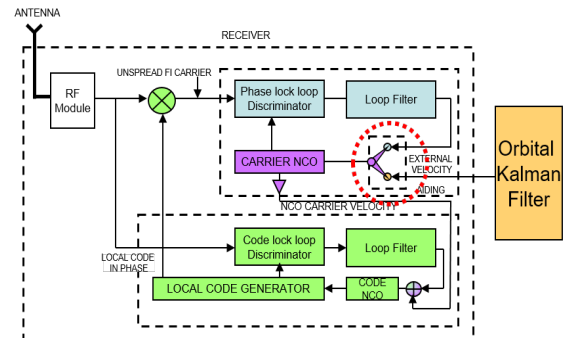 ANTENNA
RECEIVER
RF
Module
UNSPREAD FI CARRIER
Phase lock loop
Discriminator
Loop Filter
CARRIER NCO
EXTERNAL
VELOCITY
AIDING
Orbital
Kalman
Filter
NCO CARRIER VELOCITY
LOCAL CODE
IN PHASE
Code lock loop
Discriminator
Loop Filter
LOCAL CODE GENERATOR
CODE
NCO